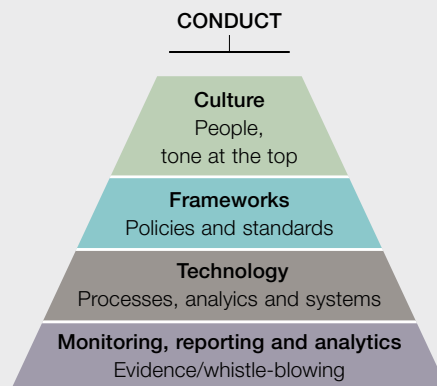 CONDUCT
Culture
People,
tone at the top
Frameworks
Policies and standards
Technology
Processes, analyics and systems
Monitoring, reporting and analytics
Evidence/whistle-blowing